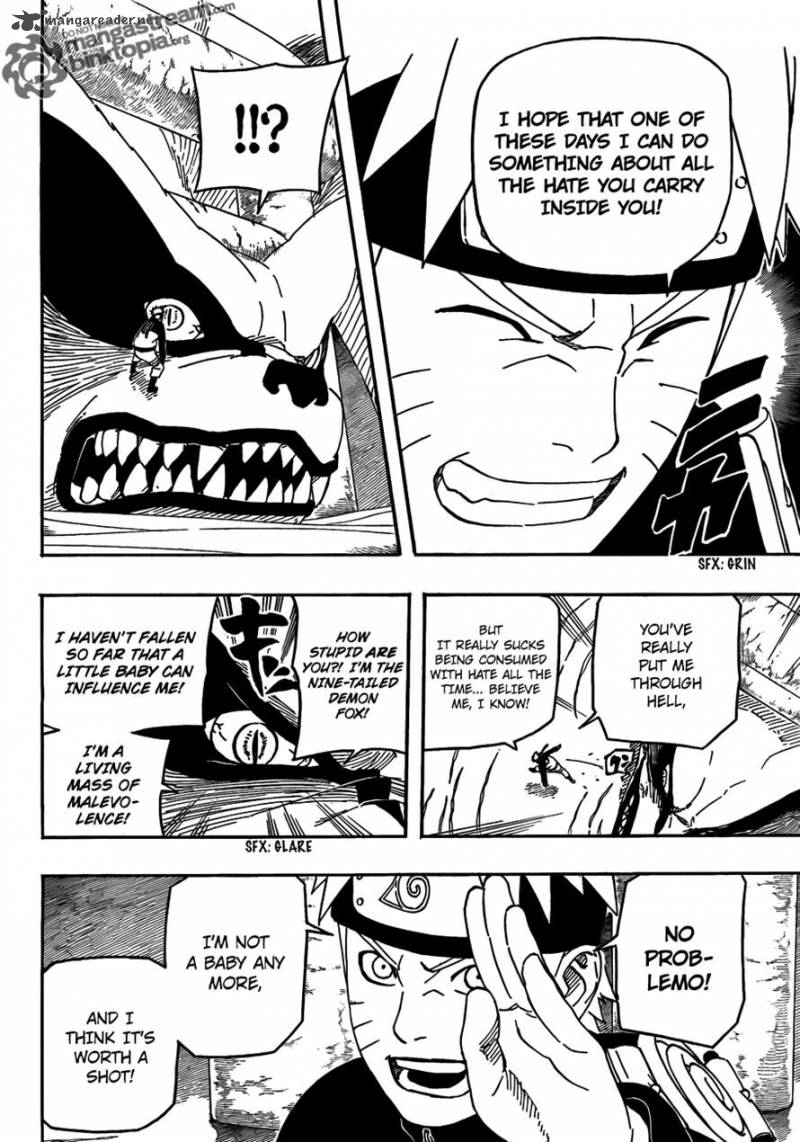 mangareader.net
DO NOT
mangastream.com
binktopia.org
I HOPE THAT ONE OF
THESE DAYS I CAN DO
SOMETHING ABOUT ALL
THE HATE YOU CARRY
INSIDE YOU!
!!?
SFX: GRIN
YOU'VE
REALLY
PUT ME
THROUGH
HELL,
BUT
IT REALLY SUCKS
BEING CONSUMED
WITH HATE ALL THE
TIME... BELIEVE
ME, I KNOW!
HOW
STUPID ARE
YOU?! I'M THE
NINE-TAILED
DEMON
FOX!
I HAVEN'T FALLEN
SO FAR THAT A
LITTLE BABY CAN
INFLUENCE ME!
I'M A
LIVING
MASS OF
MALEVO-
LENCE!
SFX: GLARE
NO
PROB-
LEMO!
I'M NOT
A BABY ANY
MORE,
AND I
THINK IT'S
WORTH A
SHOT!